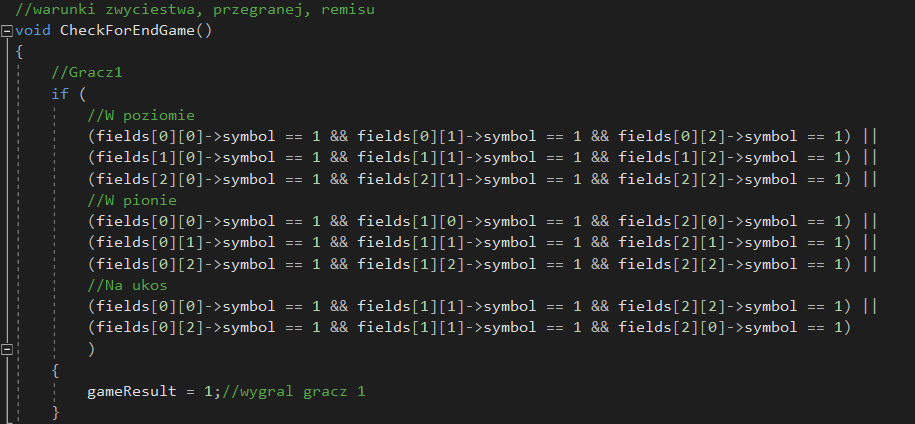 //warunki zwyciestwa, przegranej, remisu
void CheckForEndGame()
{
//Gracz1
if (
//W poziomie
(fields[0][0]->symbol == 1 && fields[0][1]->symbol == 1 && fields[0][2]->symbol == 1) ||
(fields[1][0]->symbol == 1 && fields[1][1]->symbol == 1 && fields[1][2]->symbol == 1) ||
(fields[2][0]->symbol == 1 && fields[2][1]->symbol == 1 && fields[2][2]->symbol == 1) ||
//W pionie
(fields[0][0]->symbol == 1 && fields[1][0]->symbol == 1 && fields[2][0]->symbol == 1) ||
(fields[0][1]->symbol == 1 && fields[1][1]->symbol == 1 && fields[2][1]->symbol == 1) ||
(fields[0][2]->symbol == 1 && fields[1][2]->symbol == 1 && fields[2][2]->symbol == 1) ||
//Na ukos
(fields[0][0]->symbol == 1 && fields[1][1]->symbol == 1 && fields[2][2]->symbol == 1) ||
(fields[0][2]->symbol == 1 && fields[1][1]->symbol == 1 && fields[2][0]->symbol == 1)
)
{
gameResult = 1;//wygral gracz 1
}